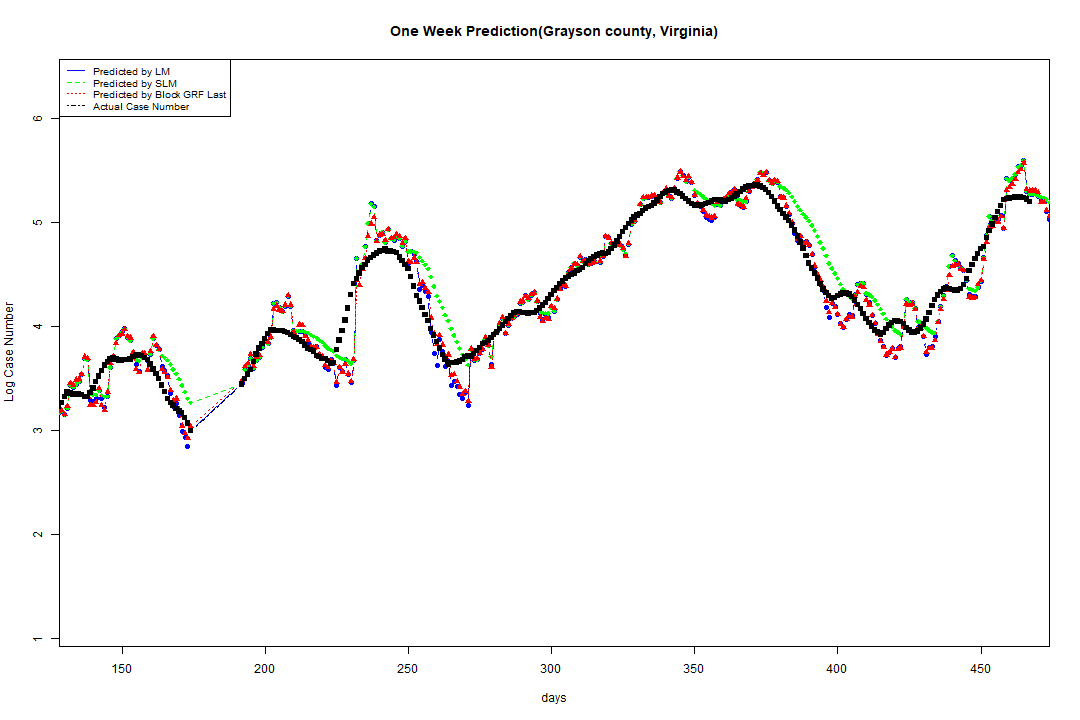 One Week Prediction(Grayson county, Virginia)
Predicted by LM
Predicted by SLM
Predicted by Block GRF Last
Actual Case Number
Log Case Number
6
5
4
3
2
1
150 200 250 300 350 400 450
days